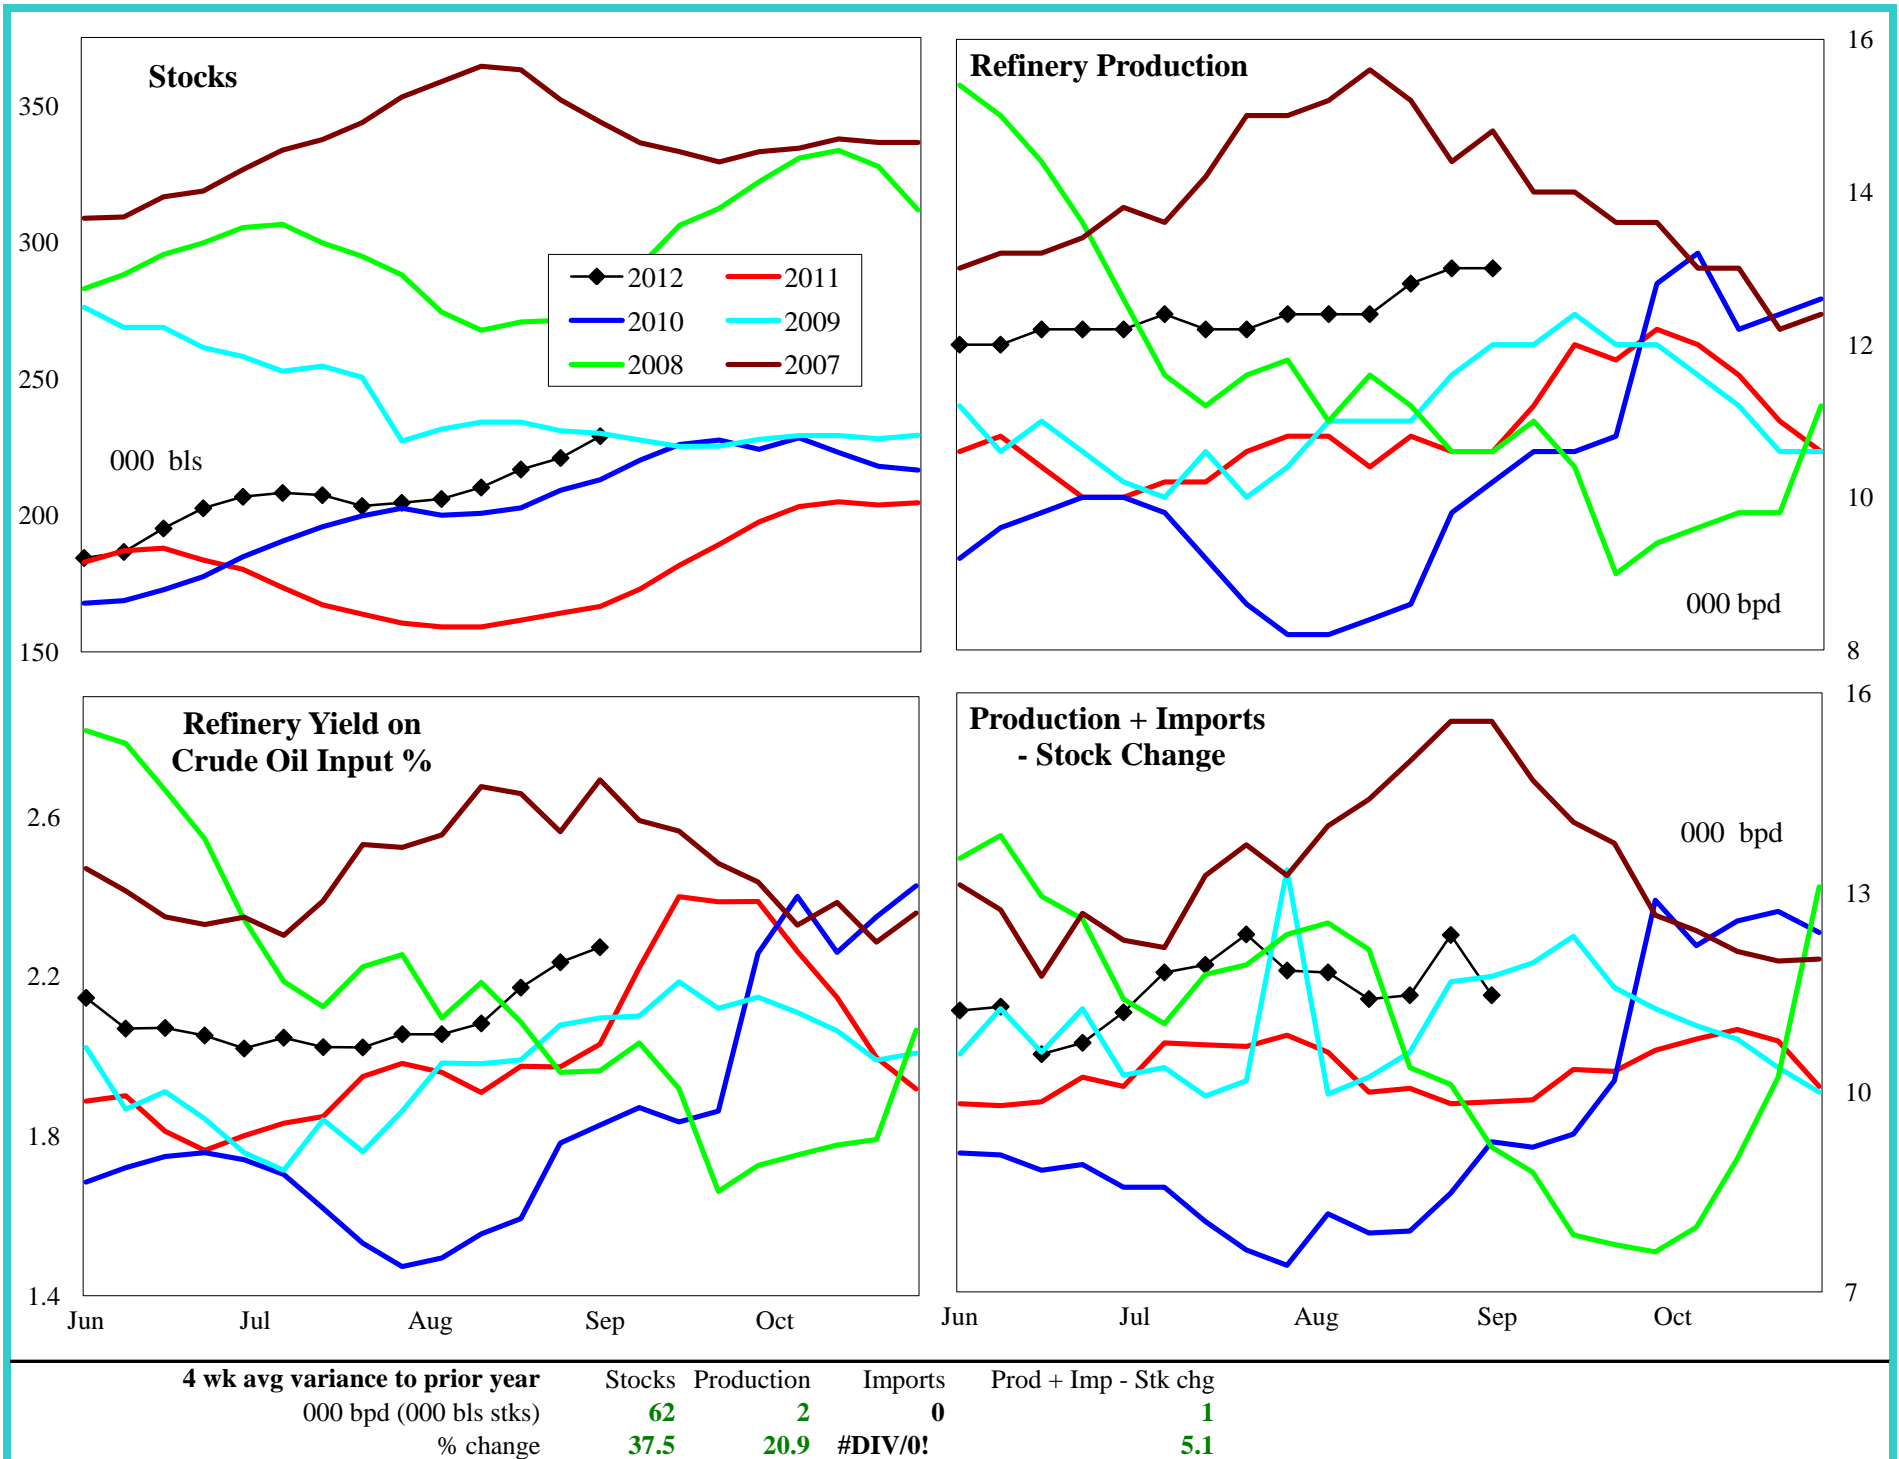 Stocks
350
300
250
200
150
000 bls
2012
2011
2010
2009
2008
2007
Refinery Production
16
14
12
10
8
000 bpd
Refinery Yield on
Crude Oil Input %
2.6
2.2
1.8
1.4
Jun Jul Aug Sep Oct
Production + Imports
- Stock Change
000 bpd
16
13
10
7
Jun Jul Aug Sep Oct
4 wk avg variance to prior year Stocks Production Imports Prod + Imp - Stk chg
000 bpd (000 bls stks) 62 2 0 1
% change 37.5 20.9 #DIV/0! 5.1